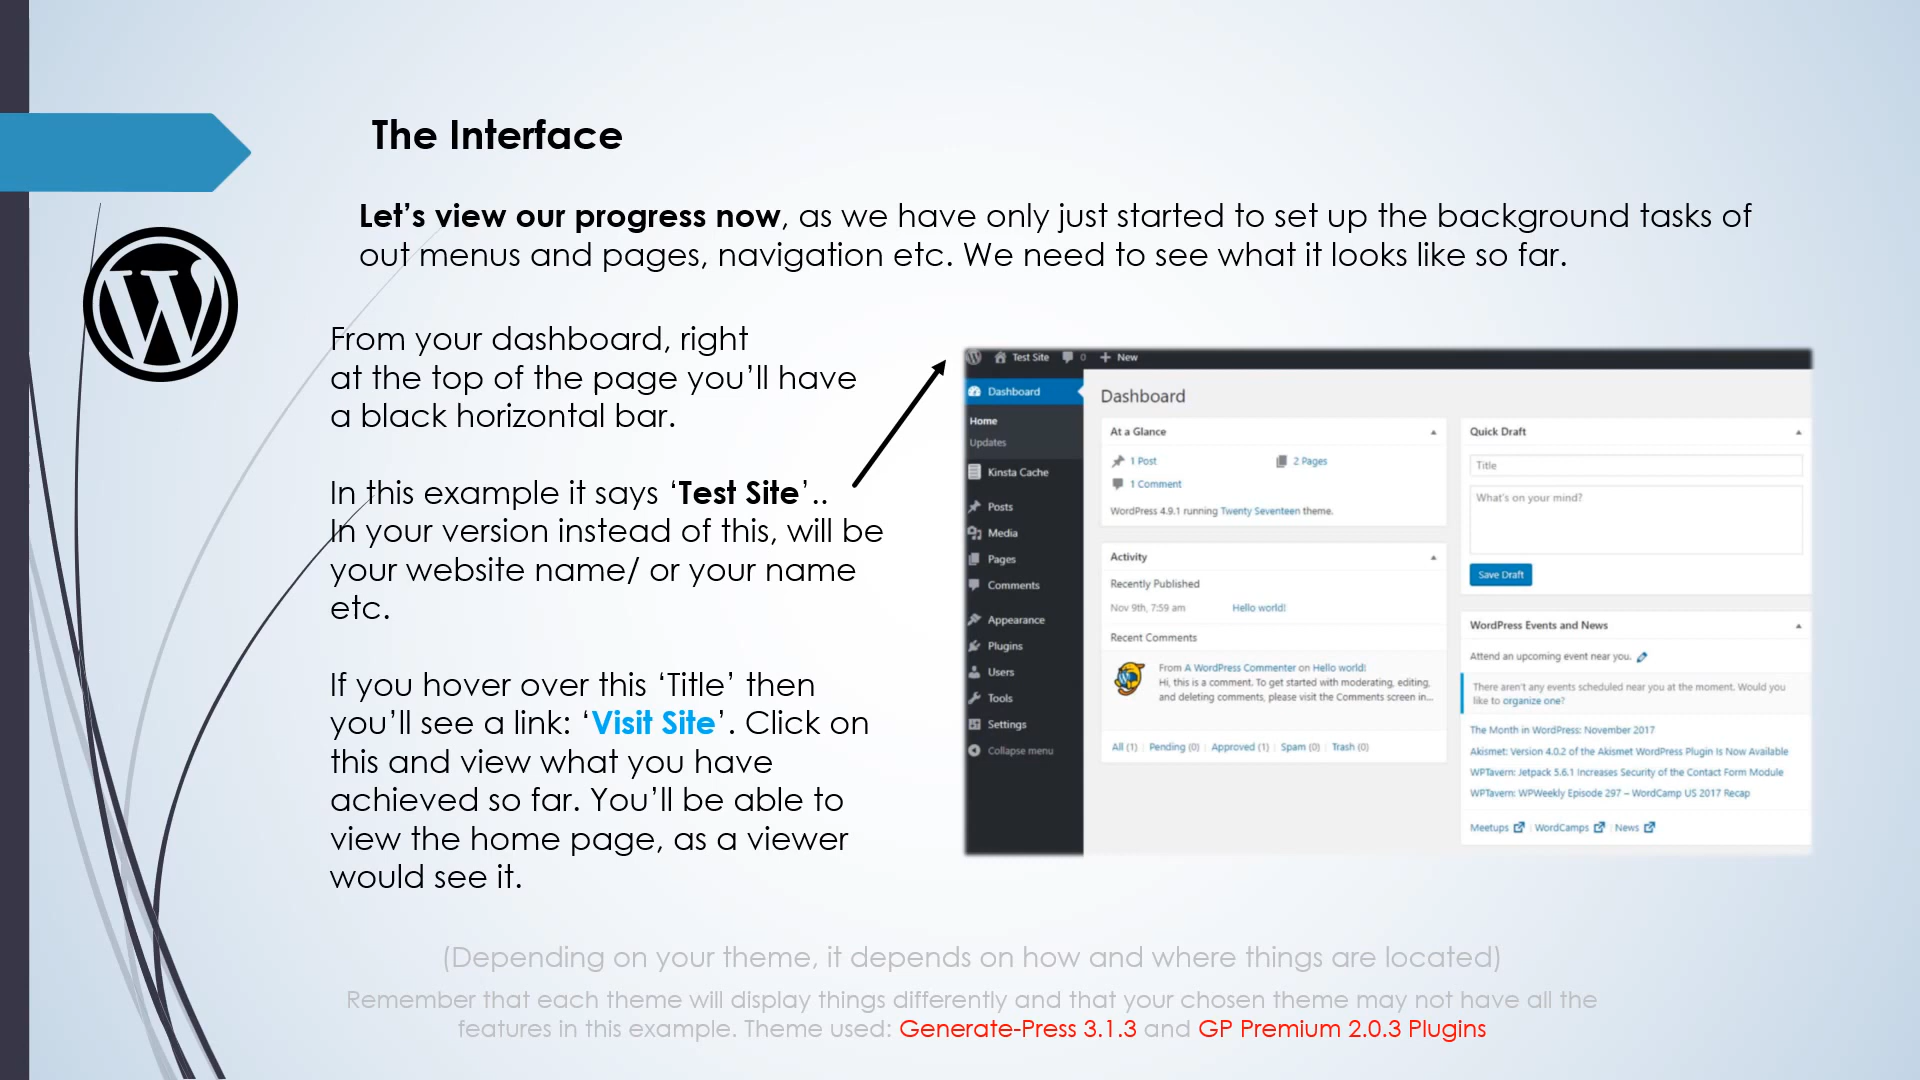 The Interface
Let's view our progress now, as we have only just started to set up the background tasks of
out menus and pages, navigation etc. We need to see what it looks like so far.
From your dashboard, right
at the top of the page you'll have
a black horizontal bar.
In this example it says ‘Test Site’..
In your version instead of this, will be
your website name/ or your name
etc.
If you hover over this ‘Title’ then
you'll see a link: ‘Visit Site’. Click on
this and view what you have
achieved so far. You'll be able to
view the home page, as a viewer
would see it.
Test Site 0 New
Dashboard
Home
Updates
Kinsta Cache
Posts
Media
Pages
Comments
Appearance
Plugins
Users
Tools
Settings
Collapse menu
Dashboard
At a Glance
1 Post 2 Pages
1 Comment
WordPress 4.9.1 running Twenty Seventeen theme.
Activity
Recently Published
Nov 9th, 7:59 am Hello world!
Recent Comments
From A WordPress Commenter on Hello world!
Hi, this is a comment. To get started with moderating, editing,
and deleting comments, please visit the Comments screen in...
All (1) | Pending (0) | Approved (1) | Spam (0) | Trash (0)
Quick Draft
Title
What's on your mind?
Save Draft
WordPress Events and News
Attend an upcoming event near you.
There aren't any events scheduled near you at the moment. Would you
like to organize one?
The Month in WordPress: November 2017
Akismet: Version 4.0.2 of the Akismet WordPress Plugin Is Now Available
WPTavern: Jetpack 5.6.1 Increases Security of the Contact Form Module
WPTavern: WPWeekly Episode 297 – WordCamp US 2017 Recap
Meetups | WordCamps | News
(Depending on your theme, it depends on how and where things are located)
Remember that each theme will display things differently and that your chosen theme may not have all the
features in this example. Theme used: Generate-Press 3.1.3 and GP Premium 2.0.3 Plugins